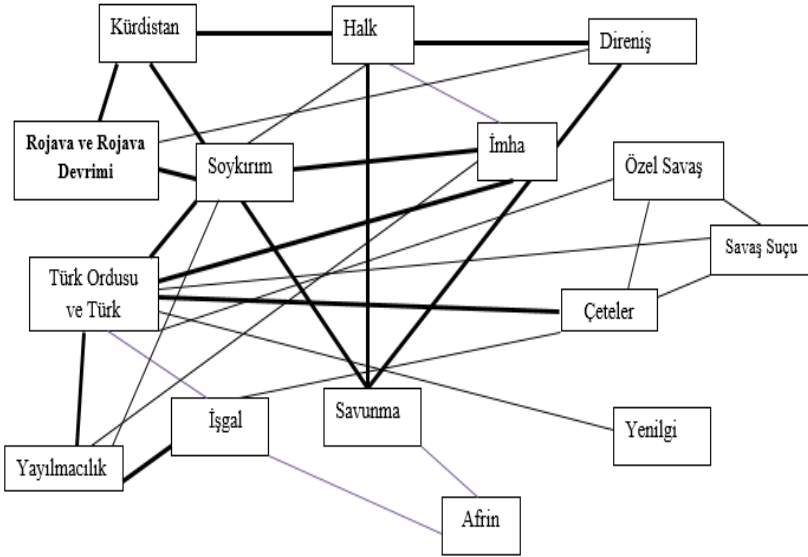 Kürdistan
Halk
Direniş
Rojava ve Rojava
Devrimi
Soykırım
İmha
Özel Savaş
Savaş Suçu
Türk Ordusu
ve Türk
Çeteler
İşgal
Savunma
Yenilgi
Yayılmacılık
Afrin